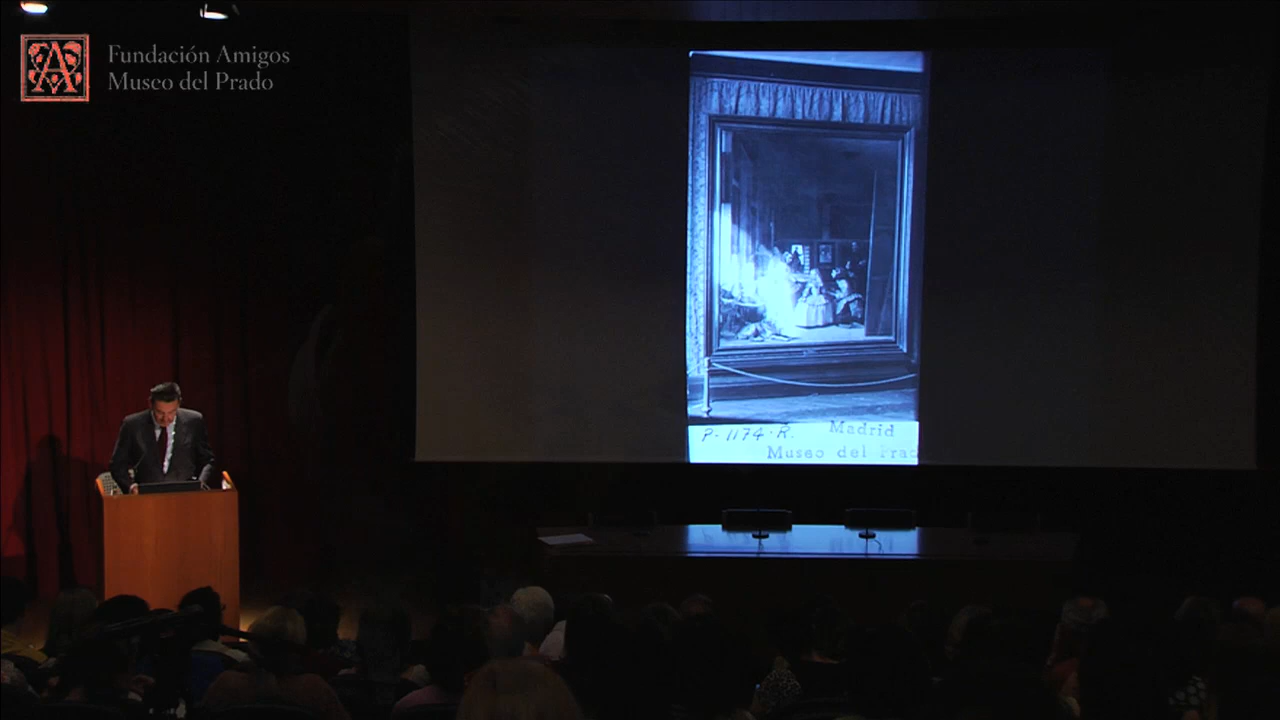 Fundación Amigos
Museo del Prado
P-1174-R. Madrid
Museo del Prad